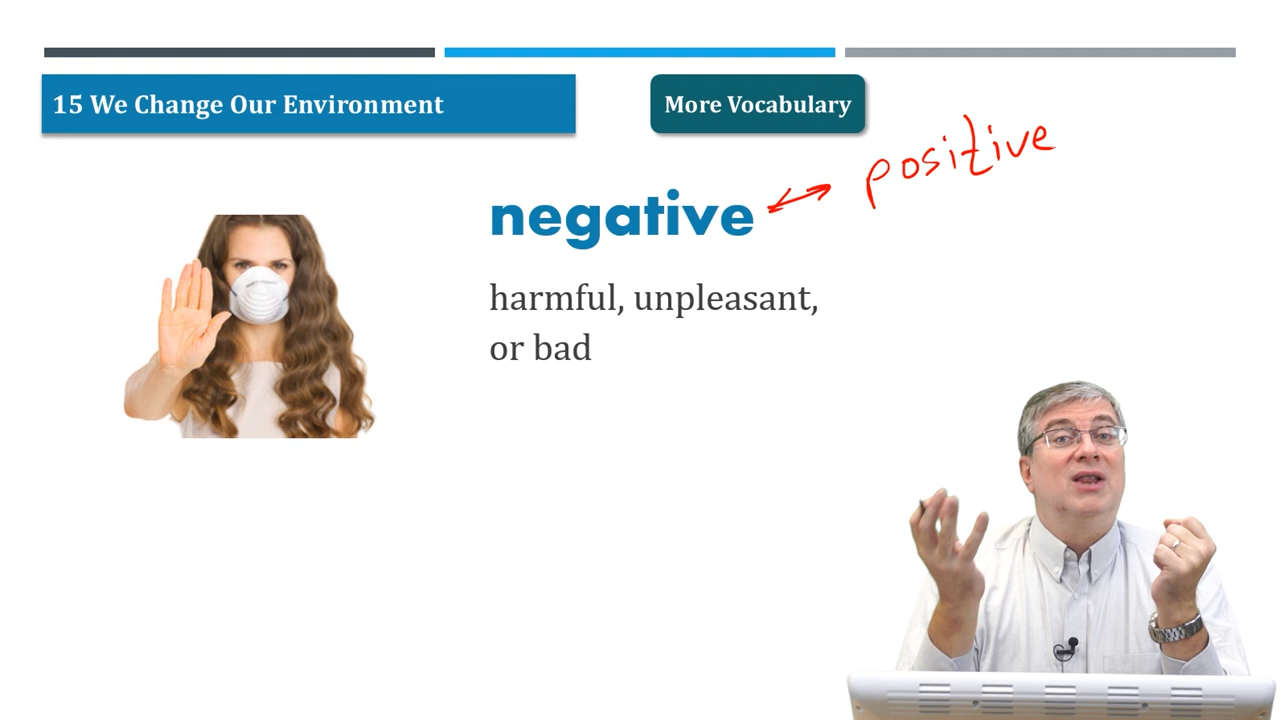 15 We Change Our Environment
More Vocabulary
positive
negative
harmful, unpleasant,
or bad